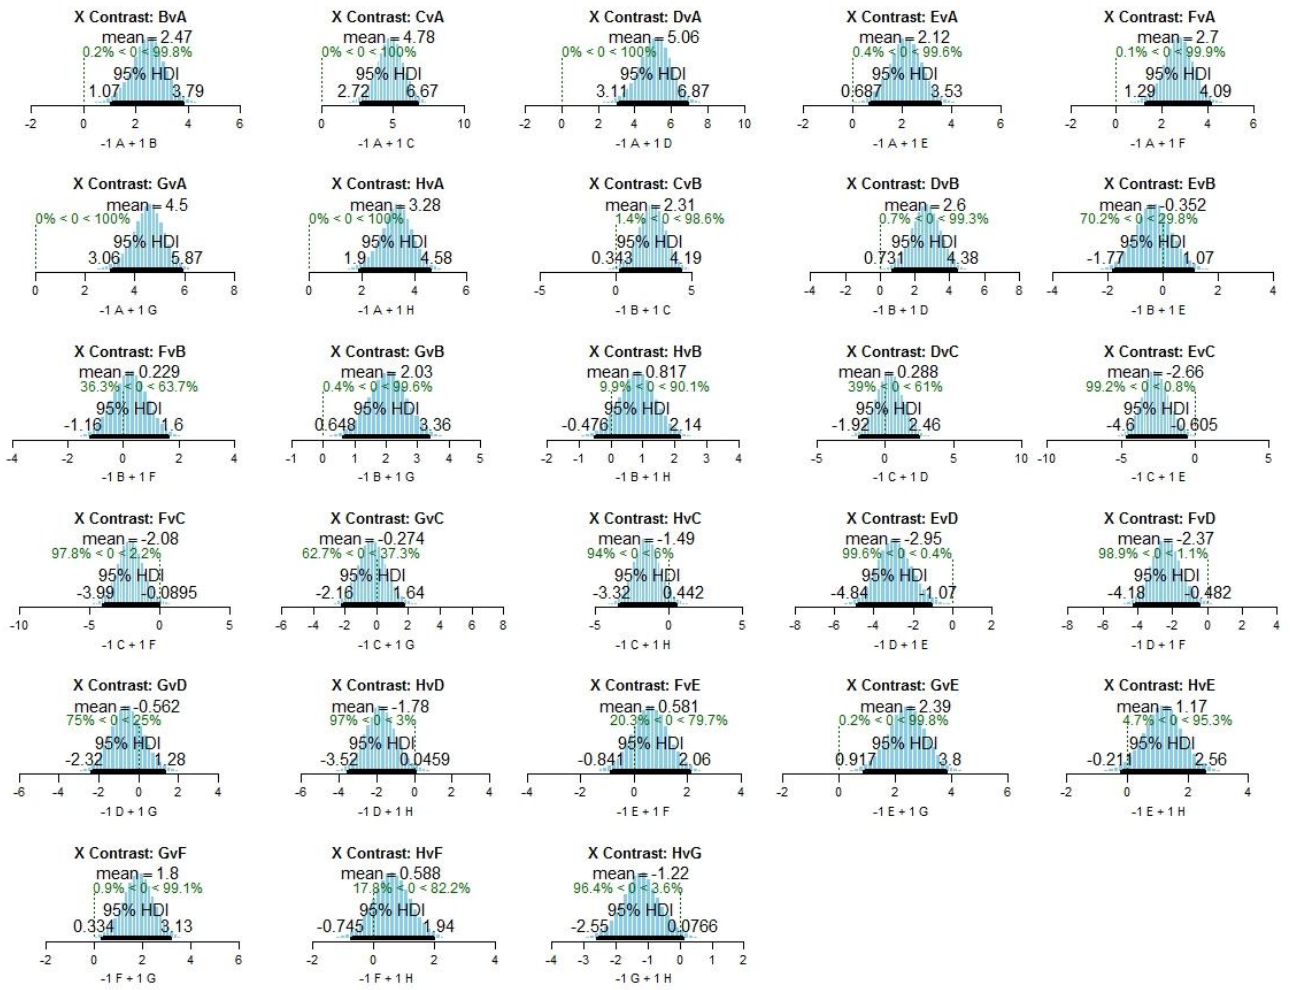 X Contrast: BvA
mean = 2.47
0.2% < 0 < 99.8%
95% HDI
1.07 3.79
-2 0 2 4 6
-1 A + 1 B
X Contrast: CvA
mean = 4.78
0% < 0 < 100%
95% HDI
2.72 6.67
0 5 10
-1 A + 1 C
X Contrast: DvA
mean = 5.06
0% < 0 < 100%
95% HDI
3.11 6.87
-2 0 2 4 6 8 10
-1 A + 1 D
X Contrast: EvA
mean = 2.12
0.4% < 0 < 99.6%
95% HDI
0.687 3.53
-2 0 2 4 6
-1 A + 1 E
X Contrast: FvA
mean = 2.7
0.1% < 0 < 99.9%
95% HDI
1.29 4.09
-2 0 2 4 6
-1 A + 1 F
X Contrast: GvA
mean = 4.5
0% < 0 < 100%
95% HDI
3.06 5.87
0 2 4 6 8
-1 A + 1 G
X Contrast: HvA
mean = 3.28
0% < 0 < 100%
95% HDI
1.9 4.58
0 2 4 6
-1 A + 1 H
X Contrast: CvB
mean = 2.31
1.4% < 0 < 98.6%
95% HDI
0.343 4.19
-5 0 5
-1 B + 1 C
X Contrast: DvB
mean = 2.6
0.7% < 0 < 99.3%
95% HDI
0.731 4.38
-4 -2 0 2 4 6 8
-1 B + 1 D
X Contrast: EvB
mean = -0.352
70.2% < 0 < 29.8%
95% HDI
-1.77 1.07
-4 -2 0 2 4
-1 B + 1 E
X Contrast: FvB
mean = 0.229
36.3% < 0 < 63.7%
95% HDI
-1.16 1.6
-4 -2 0 2 4
-1 B + 1 F
X Contrast: GvB
mean = 2.03
0.4% < 0 < 99.6%
95% HDI
0.648 3.36
-1 0 1 2 3 4 5
-1 B + 1 G
X Contrast: HvB
mean = 0.817
9.9% < 0 < 90.1%
95% HDI
-0.476 2.14
-2 -1 0 1 2 3 4
-1 B + 1 H
X Contrast: DvC
mean = 0.288
39% < 0 < 61%
95% HDI
-1.92 2.46
-5 0 5 10
-1 C + 1 D
X Contrast: EvC
mean = -2.66
99.2% < 0 < 0.8%
95% HDI
-4.6 -0.605
-10 -5 0 5
-1 C + 1 E
X Contrast: FvC
mean = -2.08
97.8% < 0 < 2.2%
95% HDI
-3.99 -0.0895
-10 -5 0 5
-1 C + 1 F
X Contrast: GvC
mean = -0.274
62.7% < 0 < 37.3%
95% HDI
-2.16 1.64
-6 -4 -2 0 2 4 6 8
-1 C + 1 G
X Contrast: HvC
mean = -1.49
94% < 0 < 6%
95% HDI
-3.32 0.442
-5 0 5
-1 C + 1 H
X Contrast: EvD
mean = -2.95
99.6% < 0 < 0.4%
95% HDI
-4.84 -1.07
-8 -6 -4 -2 0 2
-1 D + 1 E
X Contrast: FvD
mean = -2.37
98.9% < 0 < 1.1%
95% HDI
-4.18 -0.482
-8 -6 -4 -2 0 2 4
-1 D + 1 F
X Contrast: GvD
mean = -0.562
75% < 0 < 25%
95% HDI
-2.32 1.28
-6 -4 -2 0 2 4
-1 D + 1 G
X Contrast: HvD
mean = -1.78
97% < 0 < 3%
95% HDI
-3.52 0.0459
-6 -4 -2 0 2 4
-1 D + 1 H
X Contrast: FvE
mean = 0.581
20.3% < 0 < 79.7%
95% HDI
-0.841 2.06
-4 -2 0 2 4
-1 E + 1 F
X Contrast: GvE
mean = 2.39
0.2% < 0 < 99.8%
95% HDI
0.917 3.8
-2 0 2 4 6
-1 E + 1 G
X Contrast: HvE
mean = 1.17
4.7% < 0 < 95.3%
95% HDI
-0.211 2.56
-2 0 2 4
-1 E + 1 H
X Contrast: GvF
mean = 1.8
0.9% < 0 < 99.1%
95% HDI
0.334 3.13
-2 0 2 4 6
-1 F + 1 G
X Contrast: HvF
mean = 0.588
17.8% < 0 < 82.2%
95% HDI
-0.745 1.94
-2 0 2 4
-1 F + 1 H
X Contrast: HvG
mean = -1.22
96.4% < 0 < 3.6%
95% HDI
-2.55 0.0766
-4 -3 -2 -1 0 1 2
-1 G + 1 H